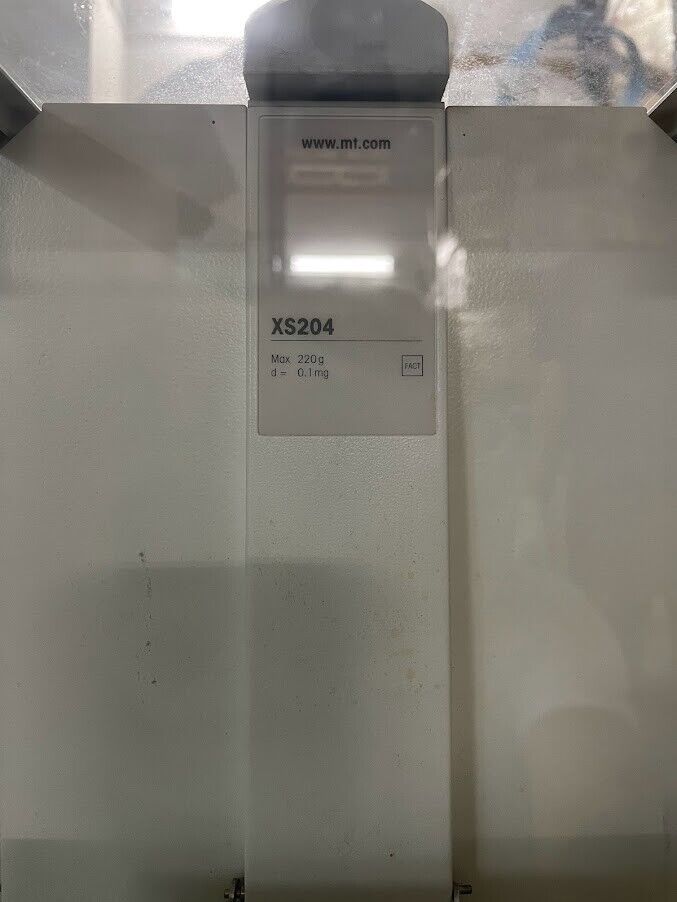 www.mt.com
XS204
Max 220g
d = 0.1mg
FACT